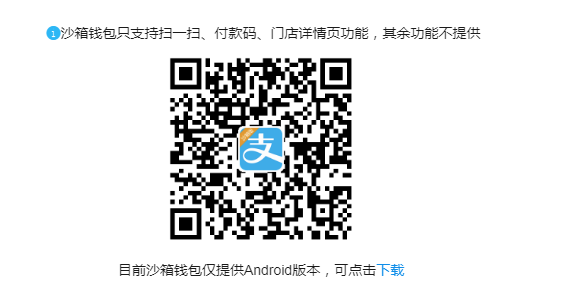 1沙箱钱包只支持扫一扫、付款码、门店详情页功能，其余功能不提供
支
目前沙箱钱包仅提供Android版本，可点击下载